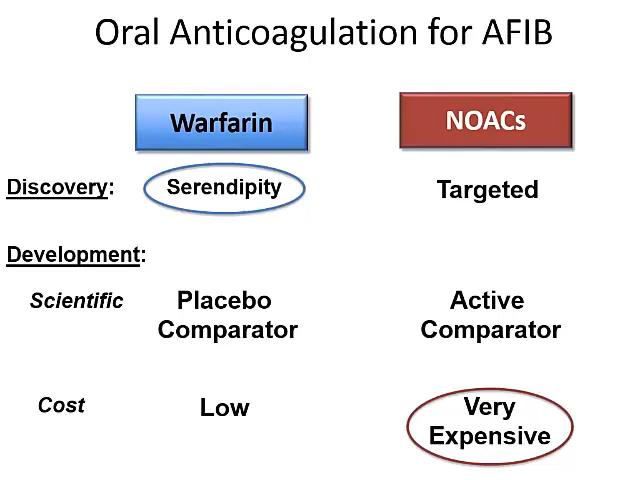 Oral Anticoagulation for AFIB
Warfarin NOACs
Discovery: Serendipity Targeted
Development:
Scientific Placebo Comparator Active Comparator
Cost Low Very Expensive